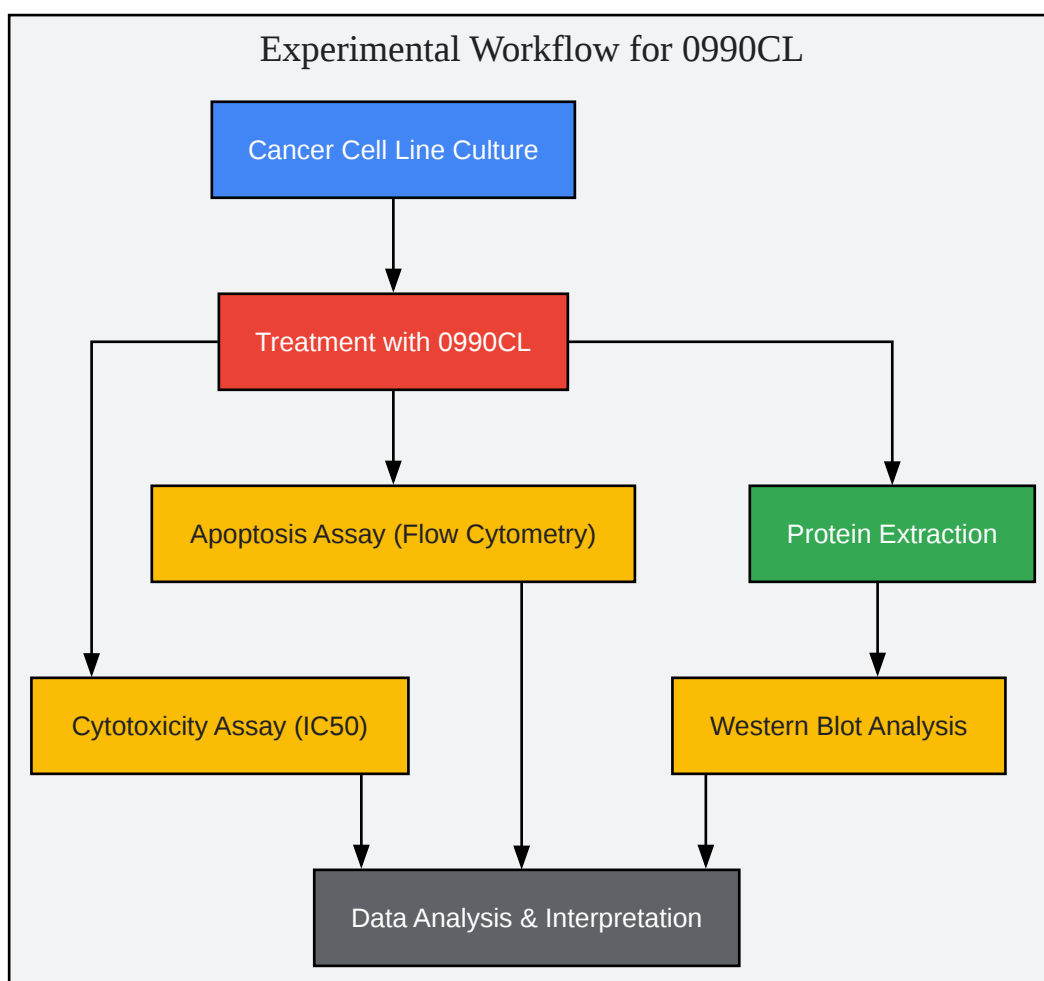 Experimental Workflow for 0990CL
Cancer Cell Line Culture
Treatment with 0990CL
Apoptosis Assay (Flow Cytometry)
Protein Extraction
Cytotoxicity Assay (IC50)
Western Blot Analysis
Data Analysis & Interpretation